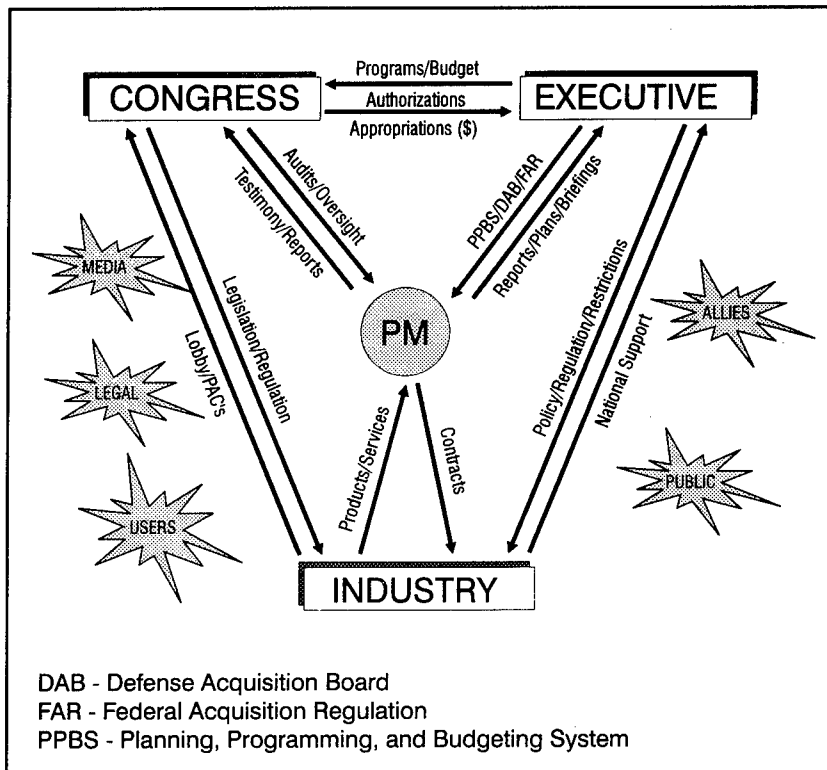 Programs/Budget
CONGRESS
Authorizations
EXECUTIVE
Appropriations ($)
Audits/Oversight
Testimony/Reports
PPBS/DAB/FAR
Reports/Plans/Briefings
MEDIA
LEGAL
USERS
Legislation/Regulation
Lobby/PAC's
PM
Policy/Regulation/Restrictions
National Support
ALLIES
PUBLIC
Products/Services
Contracts
INDUSTRY
DAB - Defense Acquisition Board
FAR - Federal Acquisition Regulation
PPBS - Planning, Programming, and Budgeting System